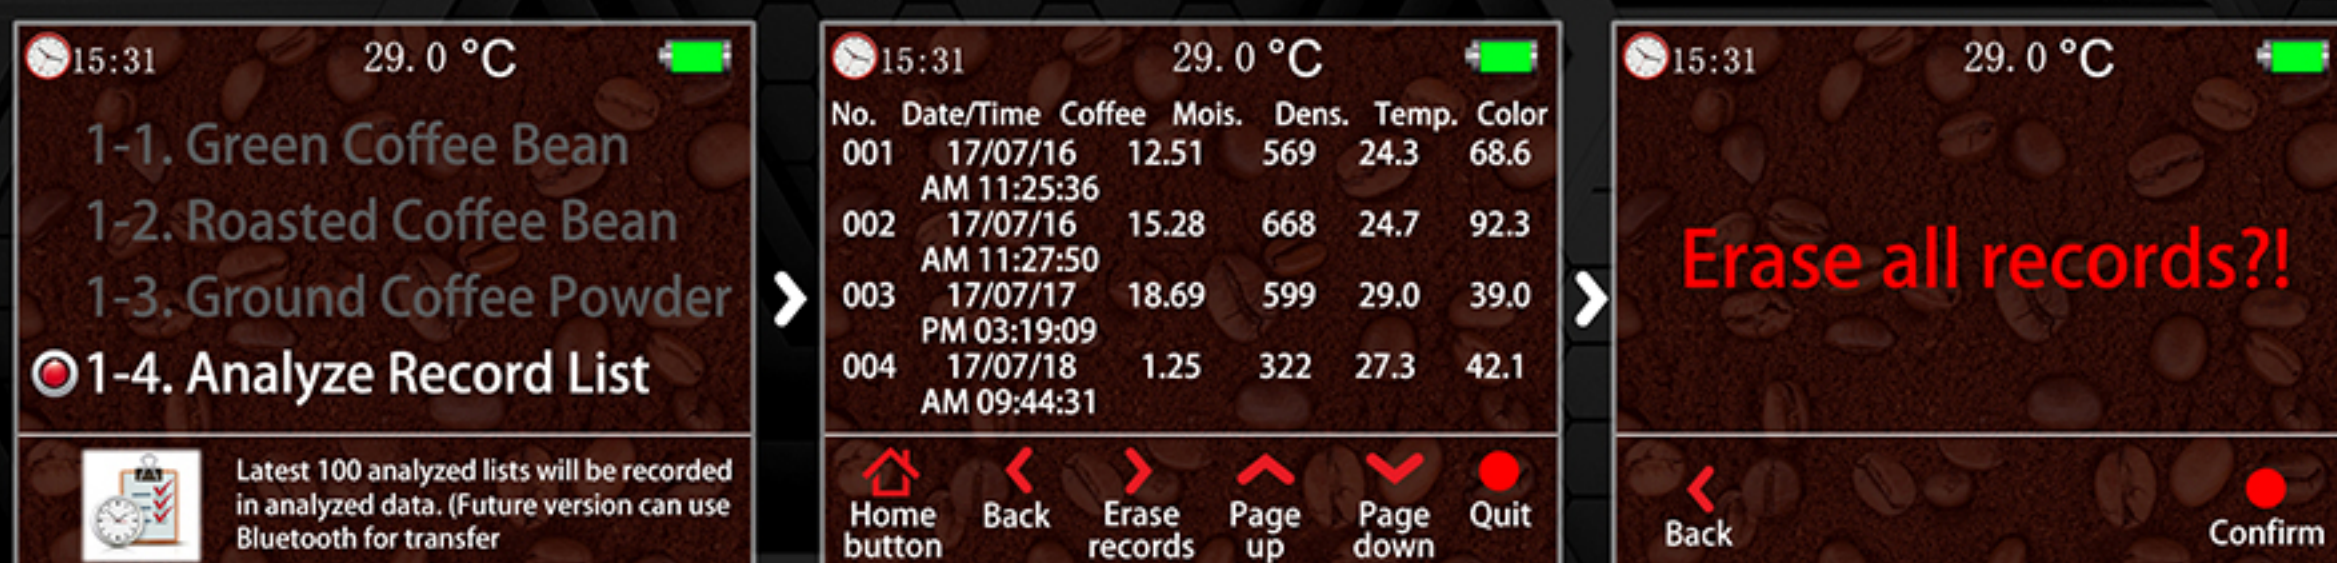 15:31 29.0 °C
1-1. Green Coffee Bean
1-2. Roasted Coffee Bean
1-3. Ground Coffee Powder
1-4. Analyze Record List
Latest 100 analyzed lists will be recorded
in analyzed data. (Future version can use
Bluetooth for transfer
15:31 29.0 °C
No. Date/Time Coffee Mois. Dens. Temp. Color
001 17/07/16 12.51 569 24.3 68.6
AM 11:25:36
002 17/07/16 15.28 668 24.7 92.3
AM 11:27:50
003 17/07/17 18.69 599 29.0 39.0
PM 03:19:09
004 17/07/18 1.25 322 27.3 42.1
AM 09:44:31
Home Back Erase Page Page Quit
button records up down
15:31 29.0 °C
Erase all records?!
Back Confirm